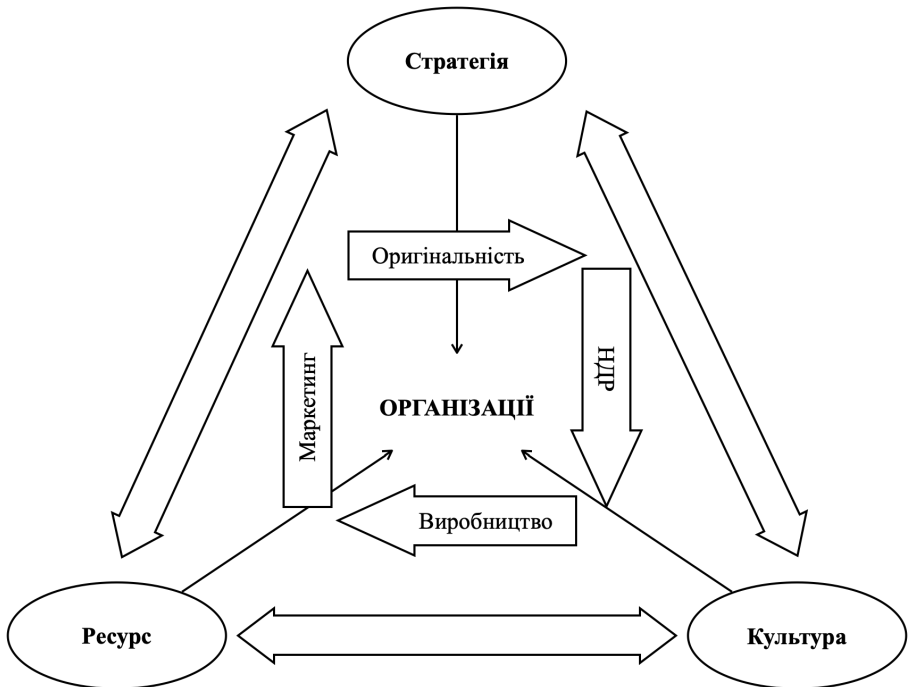 Стратегія
Оригінальність
НДР
Маркетинг
ОРГАНІЗАЦІЇ
Виробництво
Ресурс
Культура